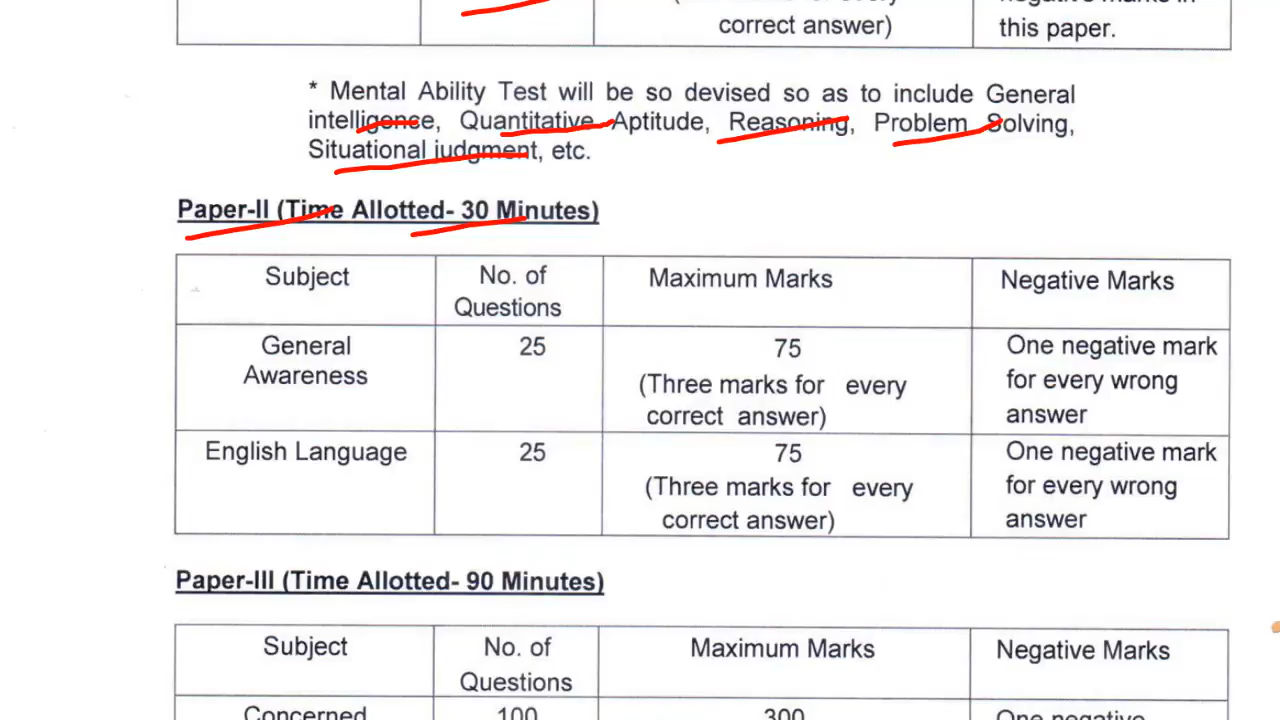 correct answer)
negative marks in
this paper.
* Mental Ability Test will be so devised so as to include General
intelligence, Quantitative Aptitude, Reasoning, Problem Solving,
Situational judgment, etc.
Paper-II (Time Allotted- 30 Minutes)
Subject
No. of
Questions
Maximum Marks
Negative Marks
General
Awareness
25
75
(Three marks for every
correct answer)
One negative mark
for every wrong
answer
English Language
25
75
(Three marks for every
correct answer)
One negative mark
for every wrong
answer
Paper-III (Time Allotted- 90 Minutes)
Subject
No. of
Questions
Maximum Marks
Negative Marks
Concerned
100
300
One negative